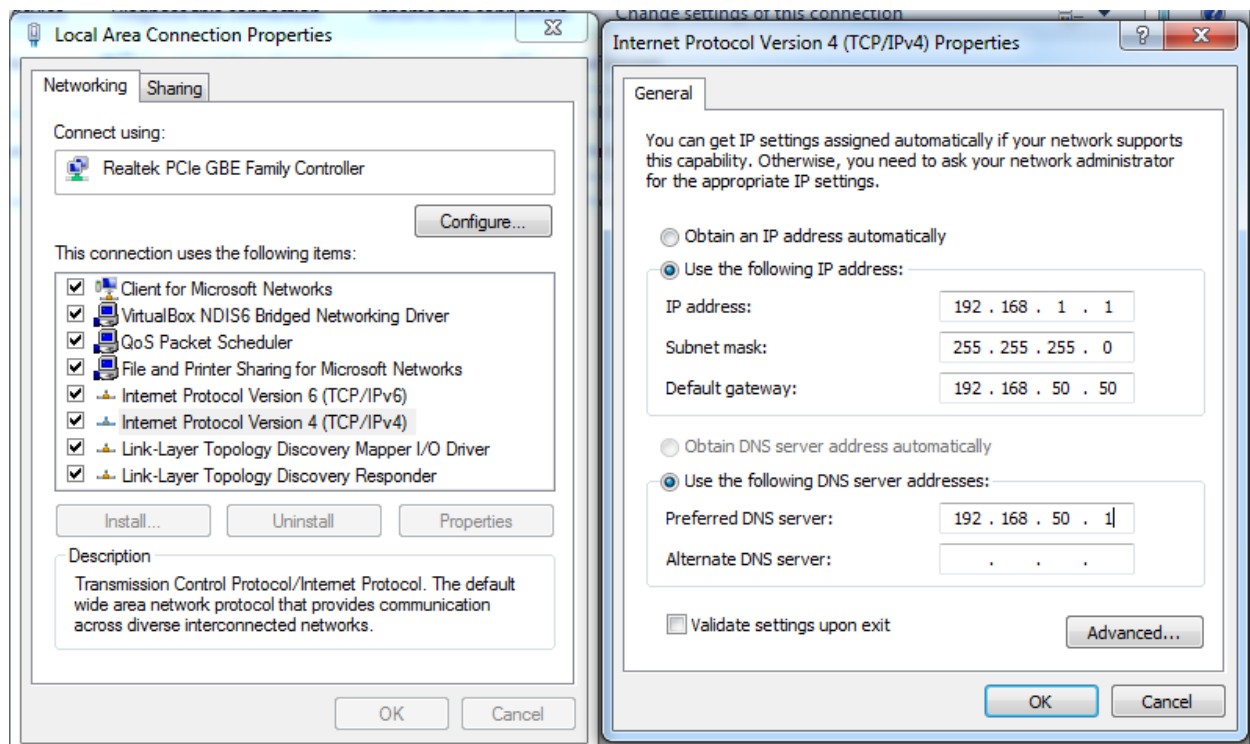 Change settings of this connection
Local Area Connection Properties
Networking
Sharing
Connect using:
Realtek PCIe GBE Family Controller
Configure...
This connection uses the following items:
Client for Microsoft Networks
VirtualBox NDIS6 Bridged Networking Driver
QoS Packet Scheduler
File and Printer Sharing for Microsoft Networks
Internet Protocol Version 6 (TCP/IPv6)
Internet Protocol Version 4 (TCP/IPv4)
Link-Layer Topology Discovery Mapper I/O Driver
Link-Layer Topology Discovery Responder
Install...
Uninstall
Properties
Description
Transmission Control Protocol/Internet Protocol. The default
wide area network protocol that provides communication
across diverse interconnected networks.
OK
Cancel
Internet Protocol Version 4 (TCP/IPv4) Properties
?
General
You can get IP settings assigned automatically if your network supports
this capability. Otherwise, you need to ask your network administrator
for the appropriate IP settings.
Obtain an IP address automatically
Use the following IP address:
IP address: 192 . 168 . 1 . 1
Subnet mask: 255 . 255 . 255 . 0
Default gateway: 192 . 168 . 50 . 50
Obtain DNS server address automatically
Use the following DNS server addresses:
Preferred DNS server: 192 . 168 . 50 . 1
Alternate DNS server: . . .
Validate settings upon exit
Advanced...
OK
Cancel